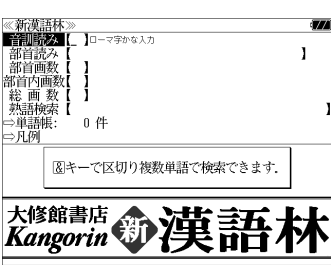 ≪新漢語林≫
音訓読み【_ 】ローマ字かな入力
部首読み【 】
部首画数【 】
部首内画数【 】
総 画 数【 】
熟語検索【 】
⇨単語帳: 0 件
⇨凡例
&キーで区切り複数単語で検索できます.
大修館書店
Kangorin 新 漢語林